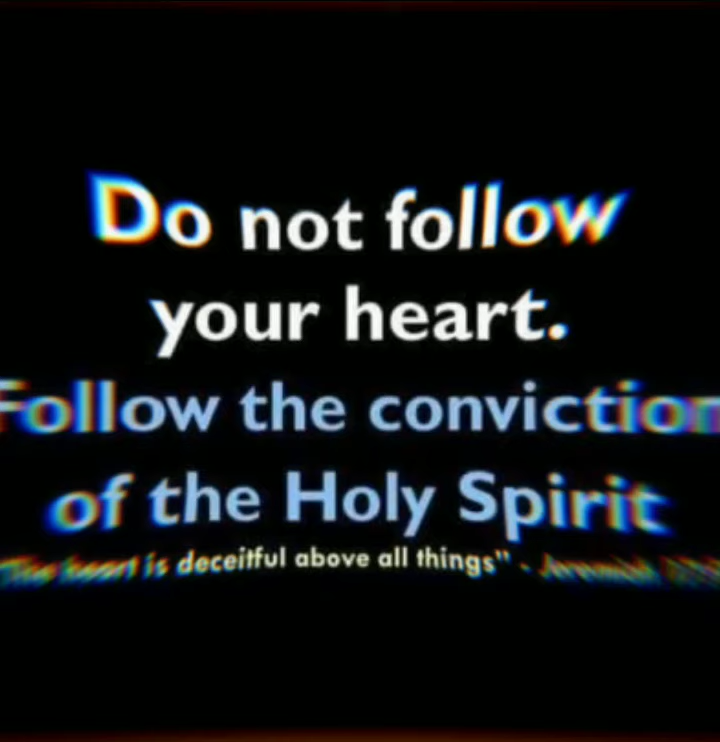 Do not follow
your heart.
Follow the conviction
of the Holy Spirit
is deceitful above all things" -